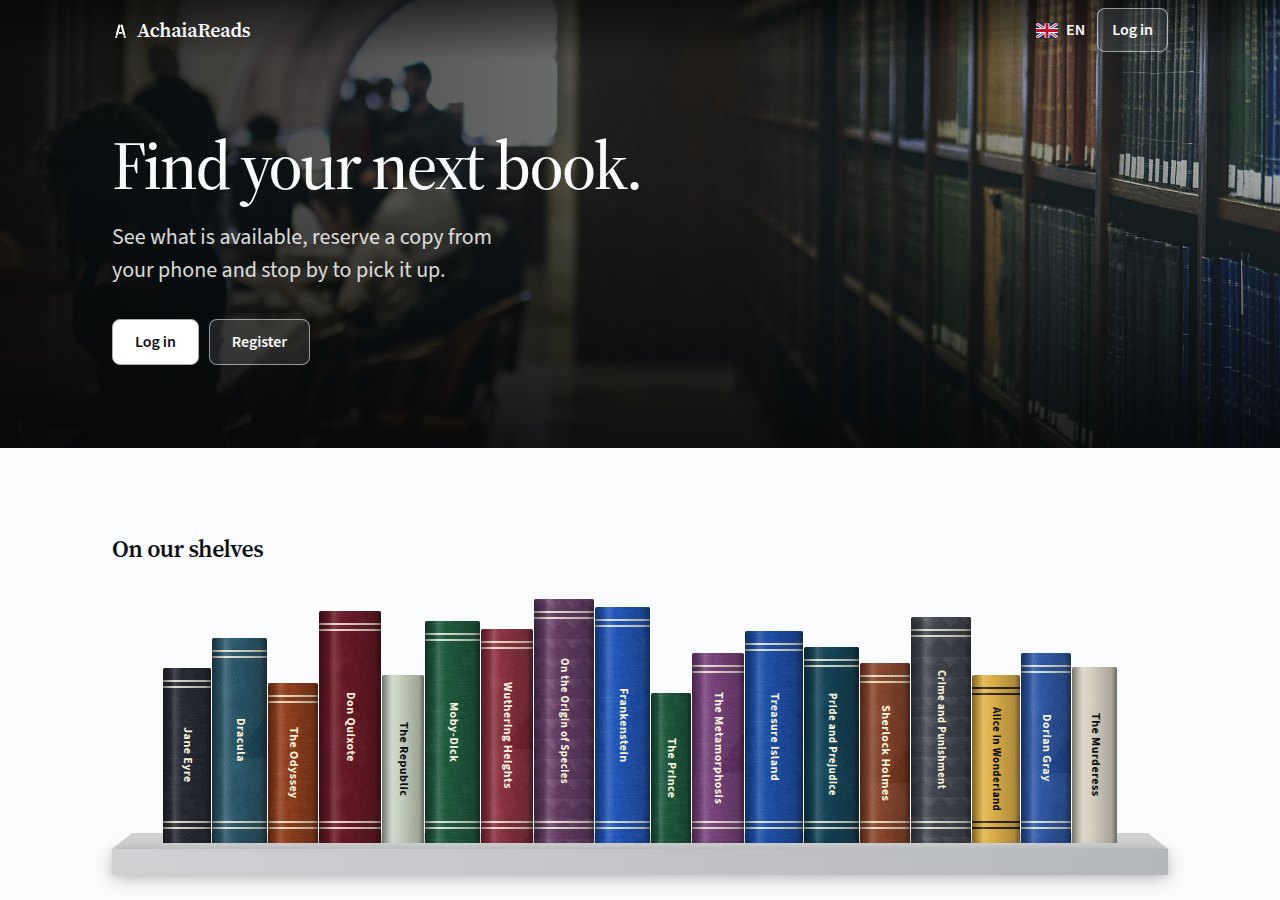 AchaiaReads
EN
Log in
Find your next book.
See what is available, reserve a copy from
your phone and stop by to pick it up.
Log in
Register
On our shelves
Jane Eyre
Dracula
The Odyssey
Don Quixote
The Republic
Moby-Dick
Wuthering Heights
On the Origin of Species
Frankenstein
The Prince
The Metamorphosis
Treasure Island
Pride and Prejudice
Sherlock Holmes
Crime and Punishment
Alice in Wonderland
Dorian Gray
The Murderess